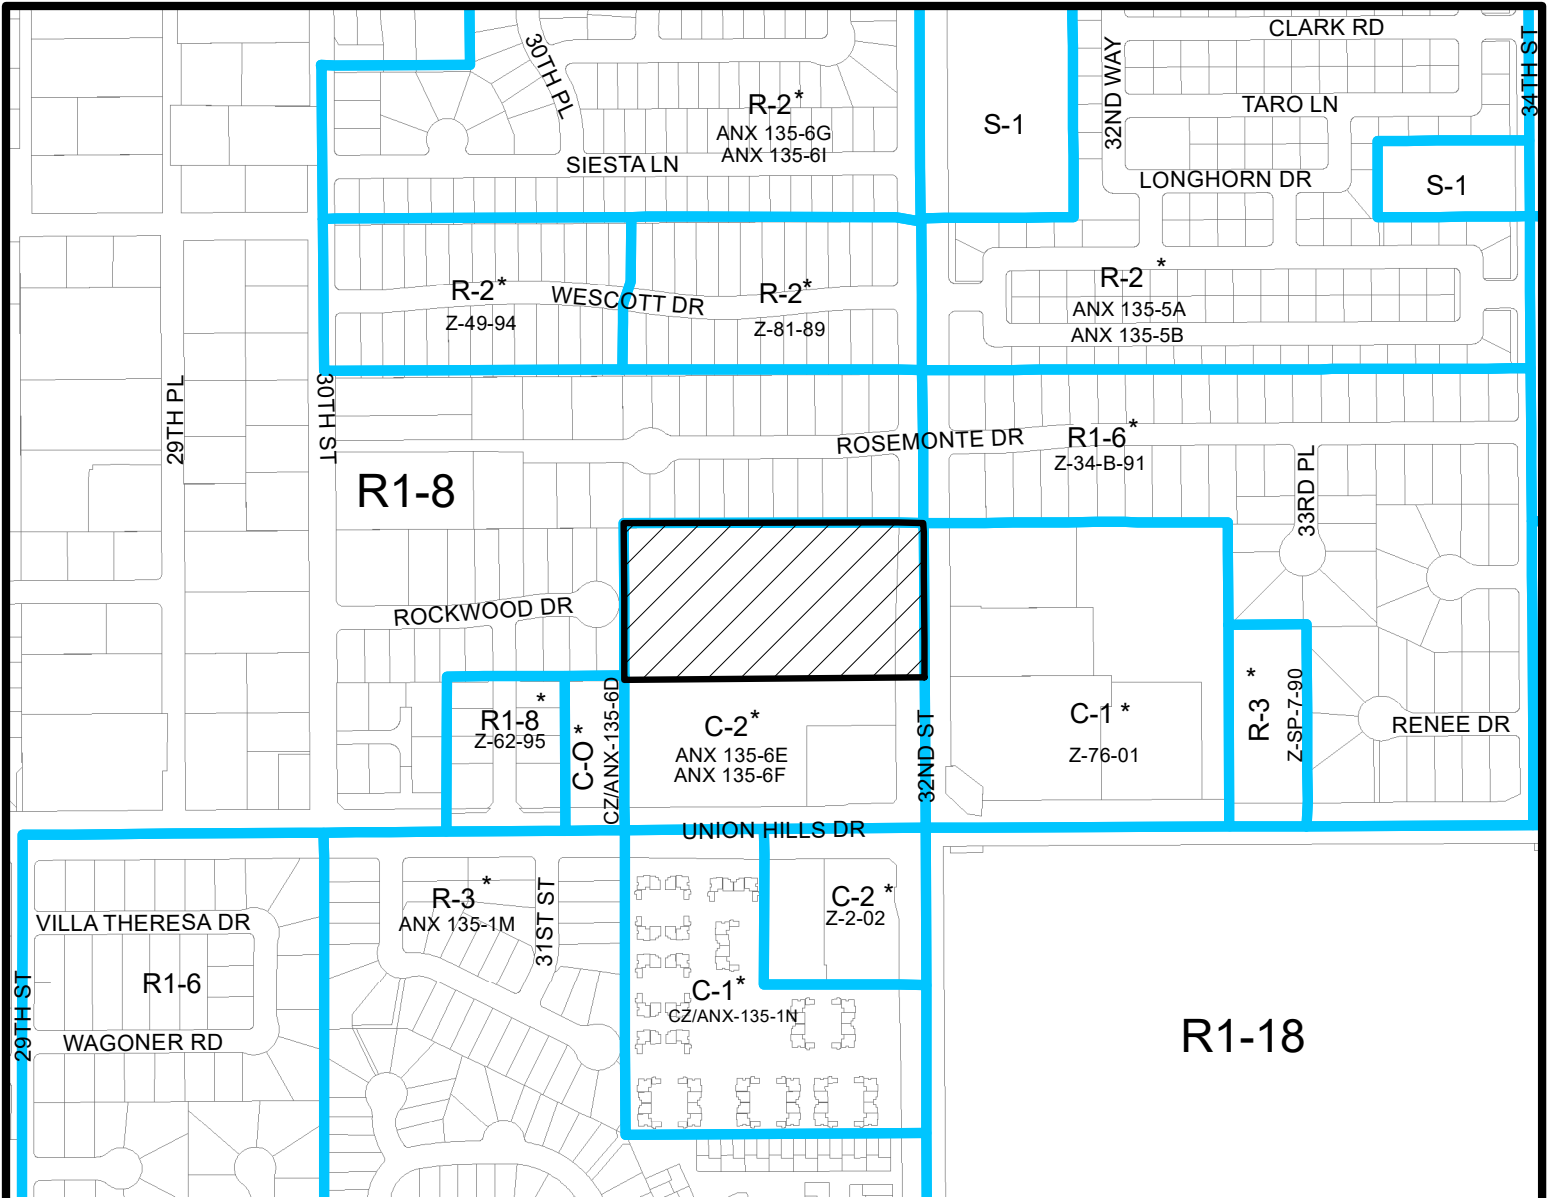 CLARK RD
30TH PL
32ND WAY
34TH ST
R-2*
ANX 135-6G
ANX 135-6I
TARO LN
S-1
SIESTA LN
LONGHORN DR
S-1
R-2*
Z-49-94
WESCOTT DR
R-2*
Z-81-89
R-2 *
ANX 135-5A
ANX 135-5B
29TH PL
30TH ST
ROSEMONTE DR
R1-6*
Z-34-B-91
33RD PL
R1-8
ROCKWOOD DR
R1-8 *
Z-62-95
C-O*
CZ/ANX-135-6D
C-2*
ANX 135-6E
ANX 135-6F
32ND ST
C-1 *
Z-76-01
R-3 *
Z-SP-7-90
RENEE DR
UNION HILLS DR
R-3 *
ANX 135-1M
31ST ST
C-2 *
Z-2-02
VILLA THERESA DR
R1-6
29TH ST
WAGONER RD
C-1*
CZ/ANX-135-1N
R1-18